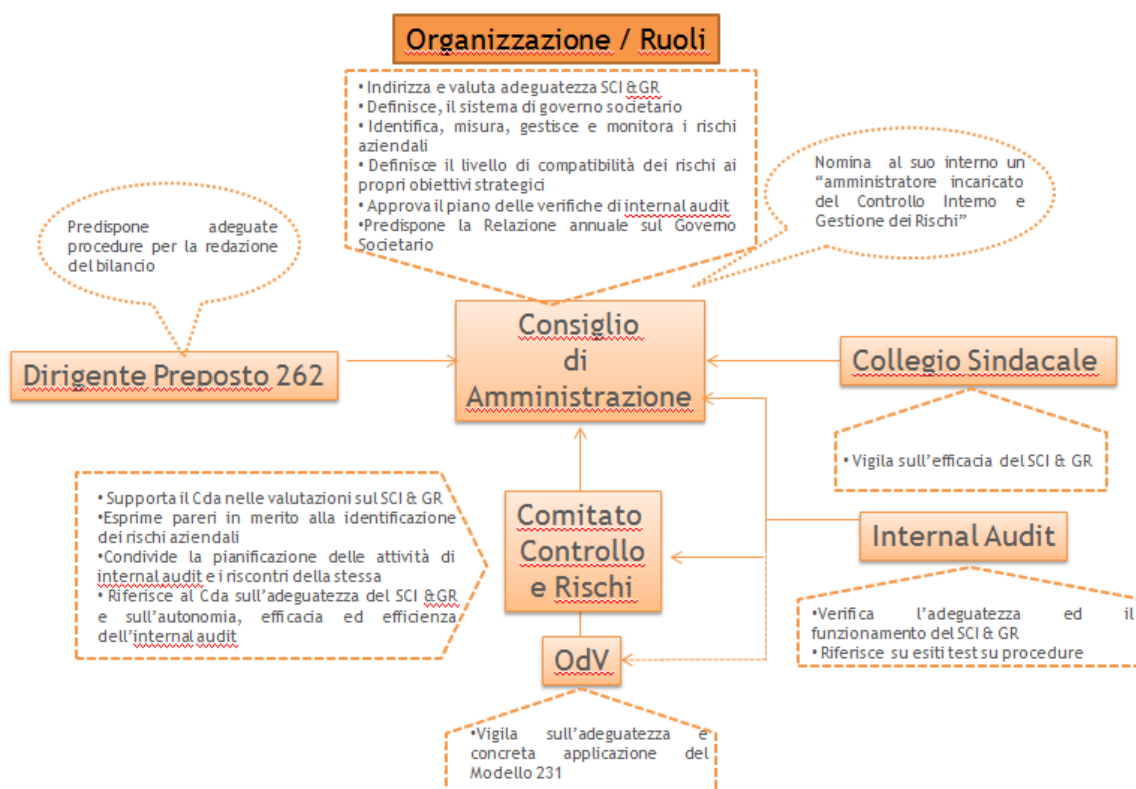 Organizzazione / Ruoli
• Indirizza e valuta adeguatezza SCI &GR
• Definisce, il sistema di governo societario
• Identifica, misura, gestisce e monitora i rischi
aziendali
• Definisce il livello di compatibilità dei rischi ai
propri obiettivi strategici
• Approva il piano delle verifiche di internal audit
•Predispone la Relazione annuale sul Governo
Societario
Nomina al suo interno un
“amministratore incaricato
del Controllo Interno e
Gestione dei Rischi”
Predispone adeguate
procedure per la redazione
del bilancio
Consiglio
di
Amministrazione
Dirigente Preposto 262
Collegio Sindacale
• Vigila sull’efficacia del SCI & GR
• Supporta il Cda nelle valutazioni sul SCI & GR
•Esprime pareri in merito alla identificazione
dei rischi aziendali
•Condivide la pianificazione delle attività di
internal audit e i riscontri della stessa
• Riferisce al Cda sull’adeguatezza del SCI &GR
e sull’autonomia, efficacia ed efficienza
dell’internal audit
Comitato
Controllo
e Rischi
Internal Audit
•Verifica l’adeguatezza ed il
funzionamento del SCI & GR
• Riferisce su esiti test su procedure
OdV
•Vigila sull’adeguatezza e
concreta applicazione del
Modello 231